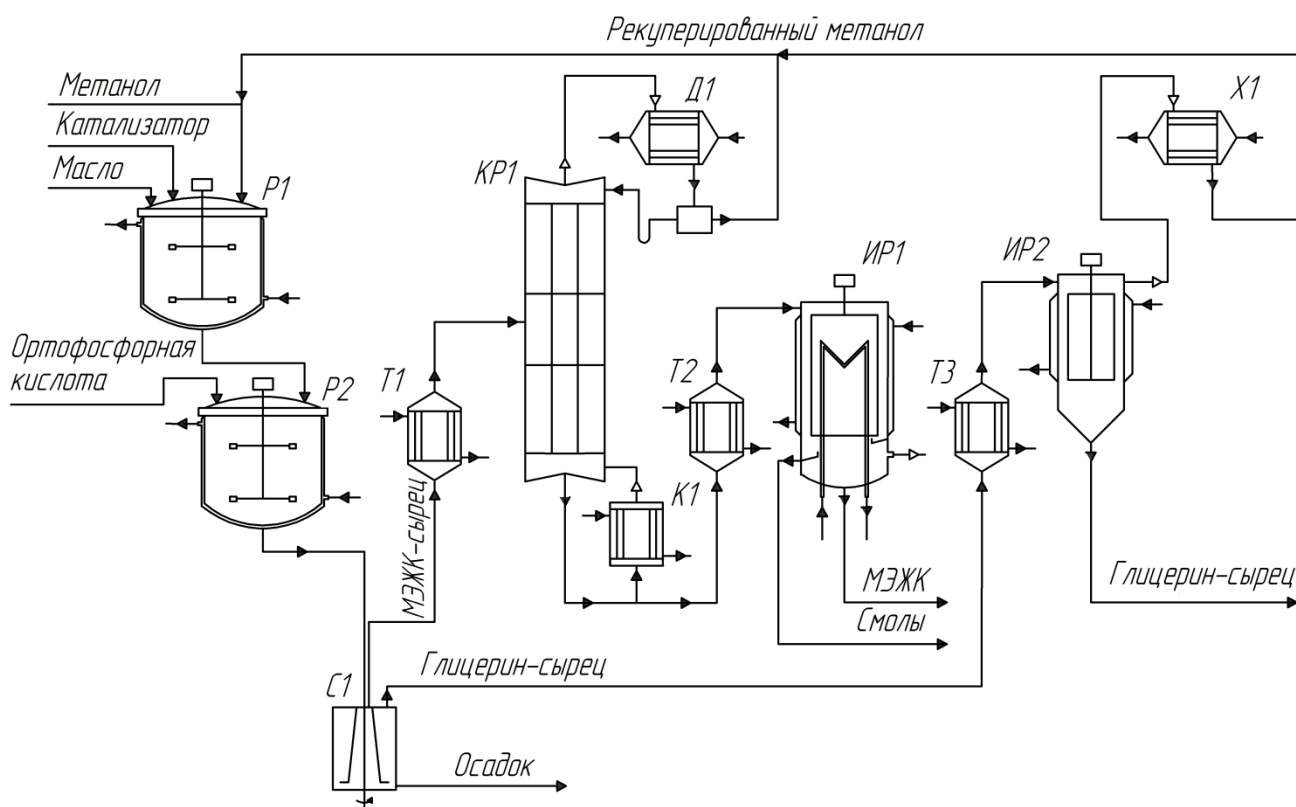 Рекуперированный метанол
Метанол
Катализатор
Масло
Р1
Д1
Х1
КР1
ИР1
ИР2
Ортофосфорная
кислота
Р2
Т1
Т2
Т3
К1
МЭЖК-сырец
МЭЖК
Смолы
Глицерин-сырец
Глицерин-сырец
С1
Осадок